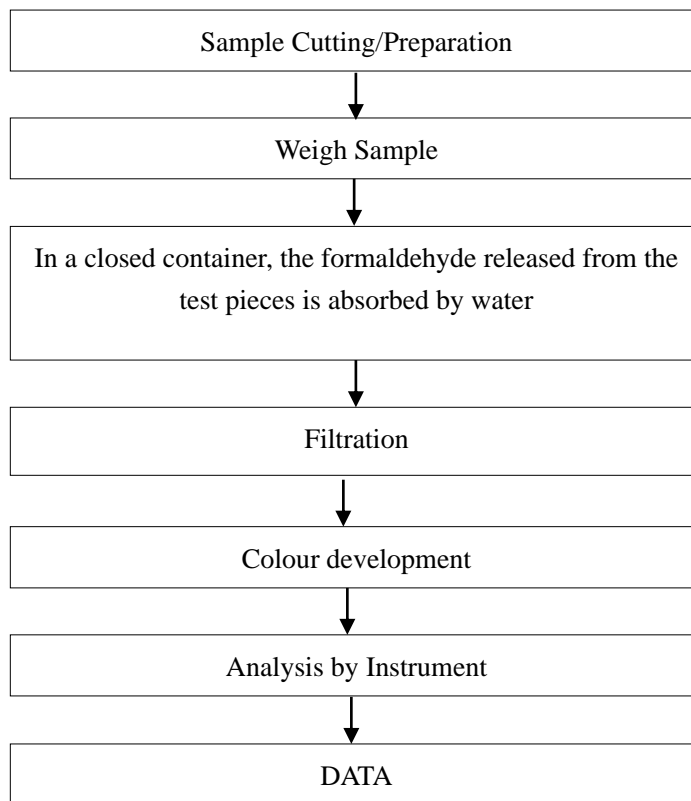 Sample Cutting/Preparation
Weigh Sample
In a closed container, the formaldehyde released from the
test pieces is absorbed by water
Filtration
Colour development
Analysis by Instrument
DATA